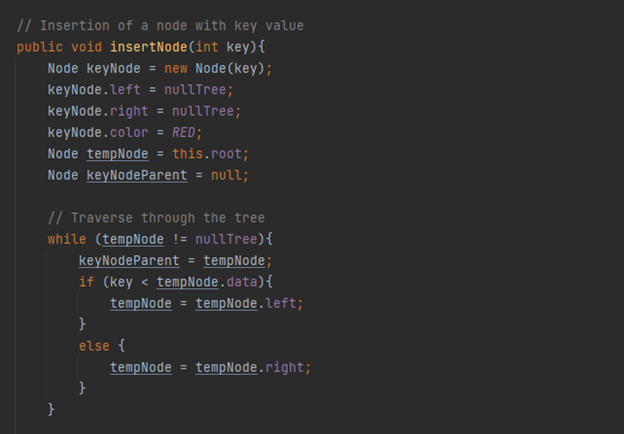 // Insertion of a node with key value
public void insertNode(int key){
    Node keyNode = new Node(key);
    keyNode.left = nullTree;
    keyNode.right = nullTree;
    keyNode.color = RED;
    Node tempNode = this.root;
    Node keyNodeParent = null;

    // Traverse through the tree
    while (tempNode != nullTree){
        keyNodeParent = tempNode;
        if (key < tempNode.data){
            tempNode = tempNode.left;
        }
        else {
            tempNode = tempNode.right;
        }
    }